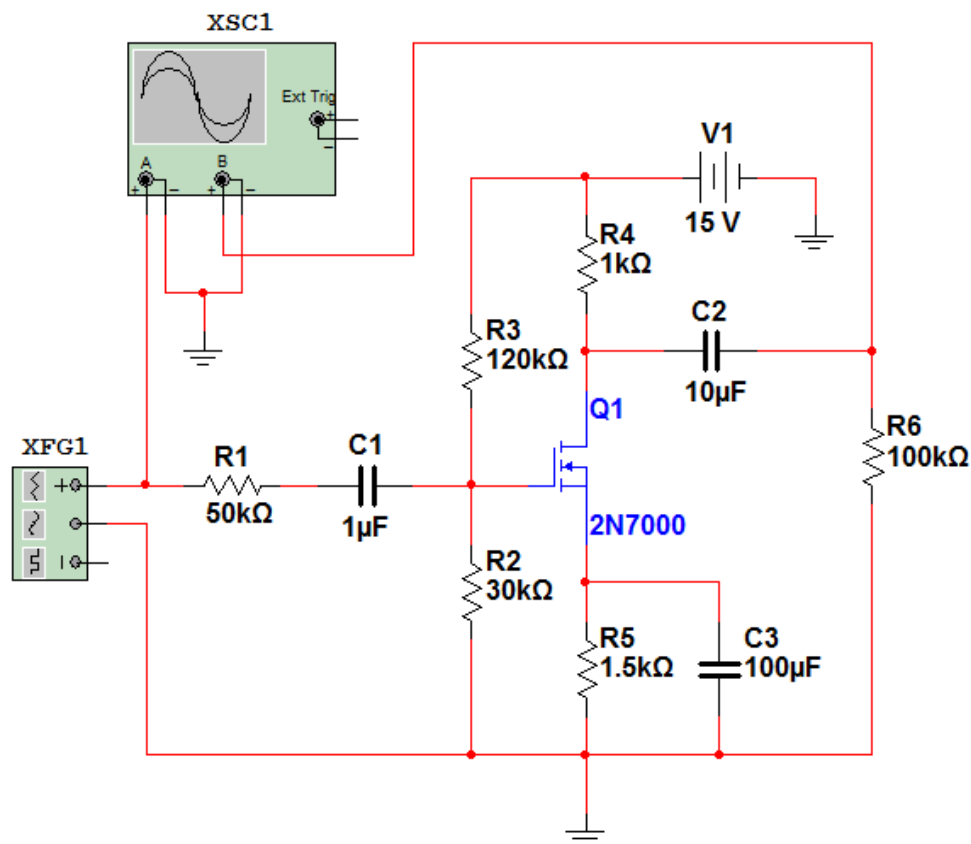 XSC1
Ext Trig
+
–
A
B
+
–
+
–
V1
15 V
R4
1kΩ
R3
120kΩ
C2
10µF
Q1
R6
100kΩ
XFG1
R1
50kΩ
C1
1µF
2N7000
R2
30kΩ
R5
1.5kΩ
C3
100µF